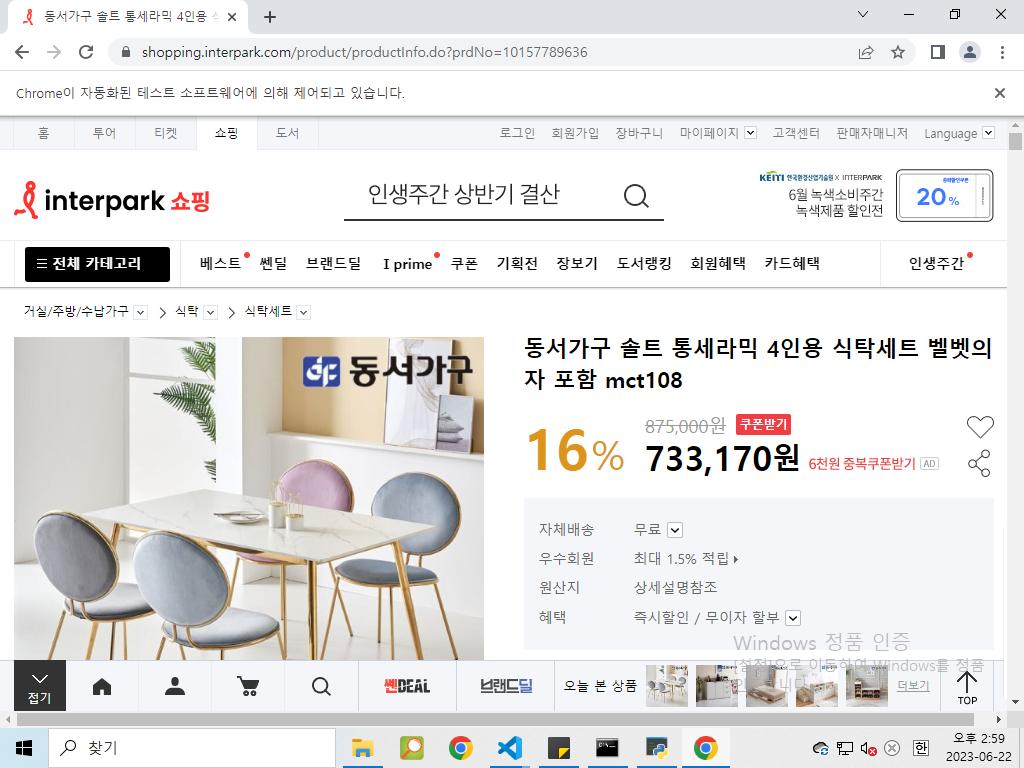 동서가구 솔트 통세라믹 4인용 식
shopping.interpark.com/product/productInfo.do?prdNo=10157789636
Chrome이 자동화된 테스트 소프트웨어에 의해 제어되고 있습니다.
홈 투어 티켓 쇼핑 도서 로그인 회원가입 장바구니 마이페이지 고객센터 판매자매니저 Language
interpark 쇼핑
인생주간 상반기 결산
KEITI 한국환경산업기술원 X INTERPARK
6월 녹색소비주간
녹색제품 할인전
중복할인쿠폰
20%
전체 카테고리 베스트 쎈딜 브랜드딜 I prime 쿠폰 기획전 장보기 도서랭킹 회원혜택 카드혜택 인생주간
거실/주방/수납가구 식탁 식탁세트
동서가구
동서가구 솔트 통세라믹 4인용 식탁세트 벨벳의
자 포함 mct108
16%
875,000원 쿠폰받기
733,170원 6천원 중복쿠폰받기 AD
자체배송 무료
우수회원 최대 1.5% 적립
원산지 상세설명참조
혜택 즉시할인 / 무이자 할부
Windows 정품 인증
[설정]으로 이동하여 Windows를 정품
접기
쎈DEAL
브랜드딜
오늘 본 상품
더보기
TOP
찾기
한
오후 2:59
2023-06-22